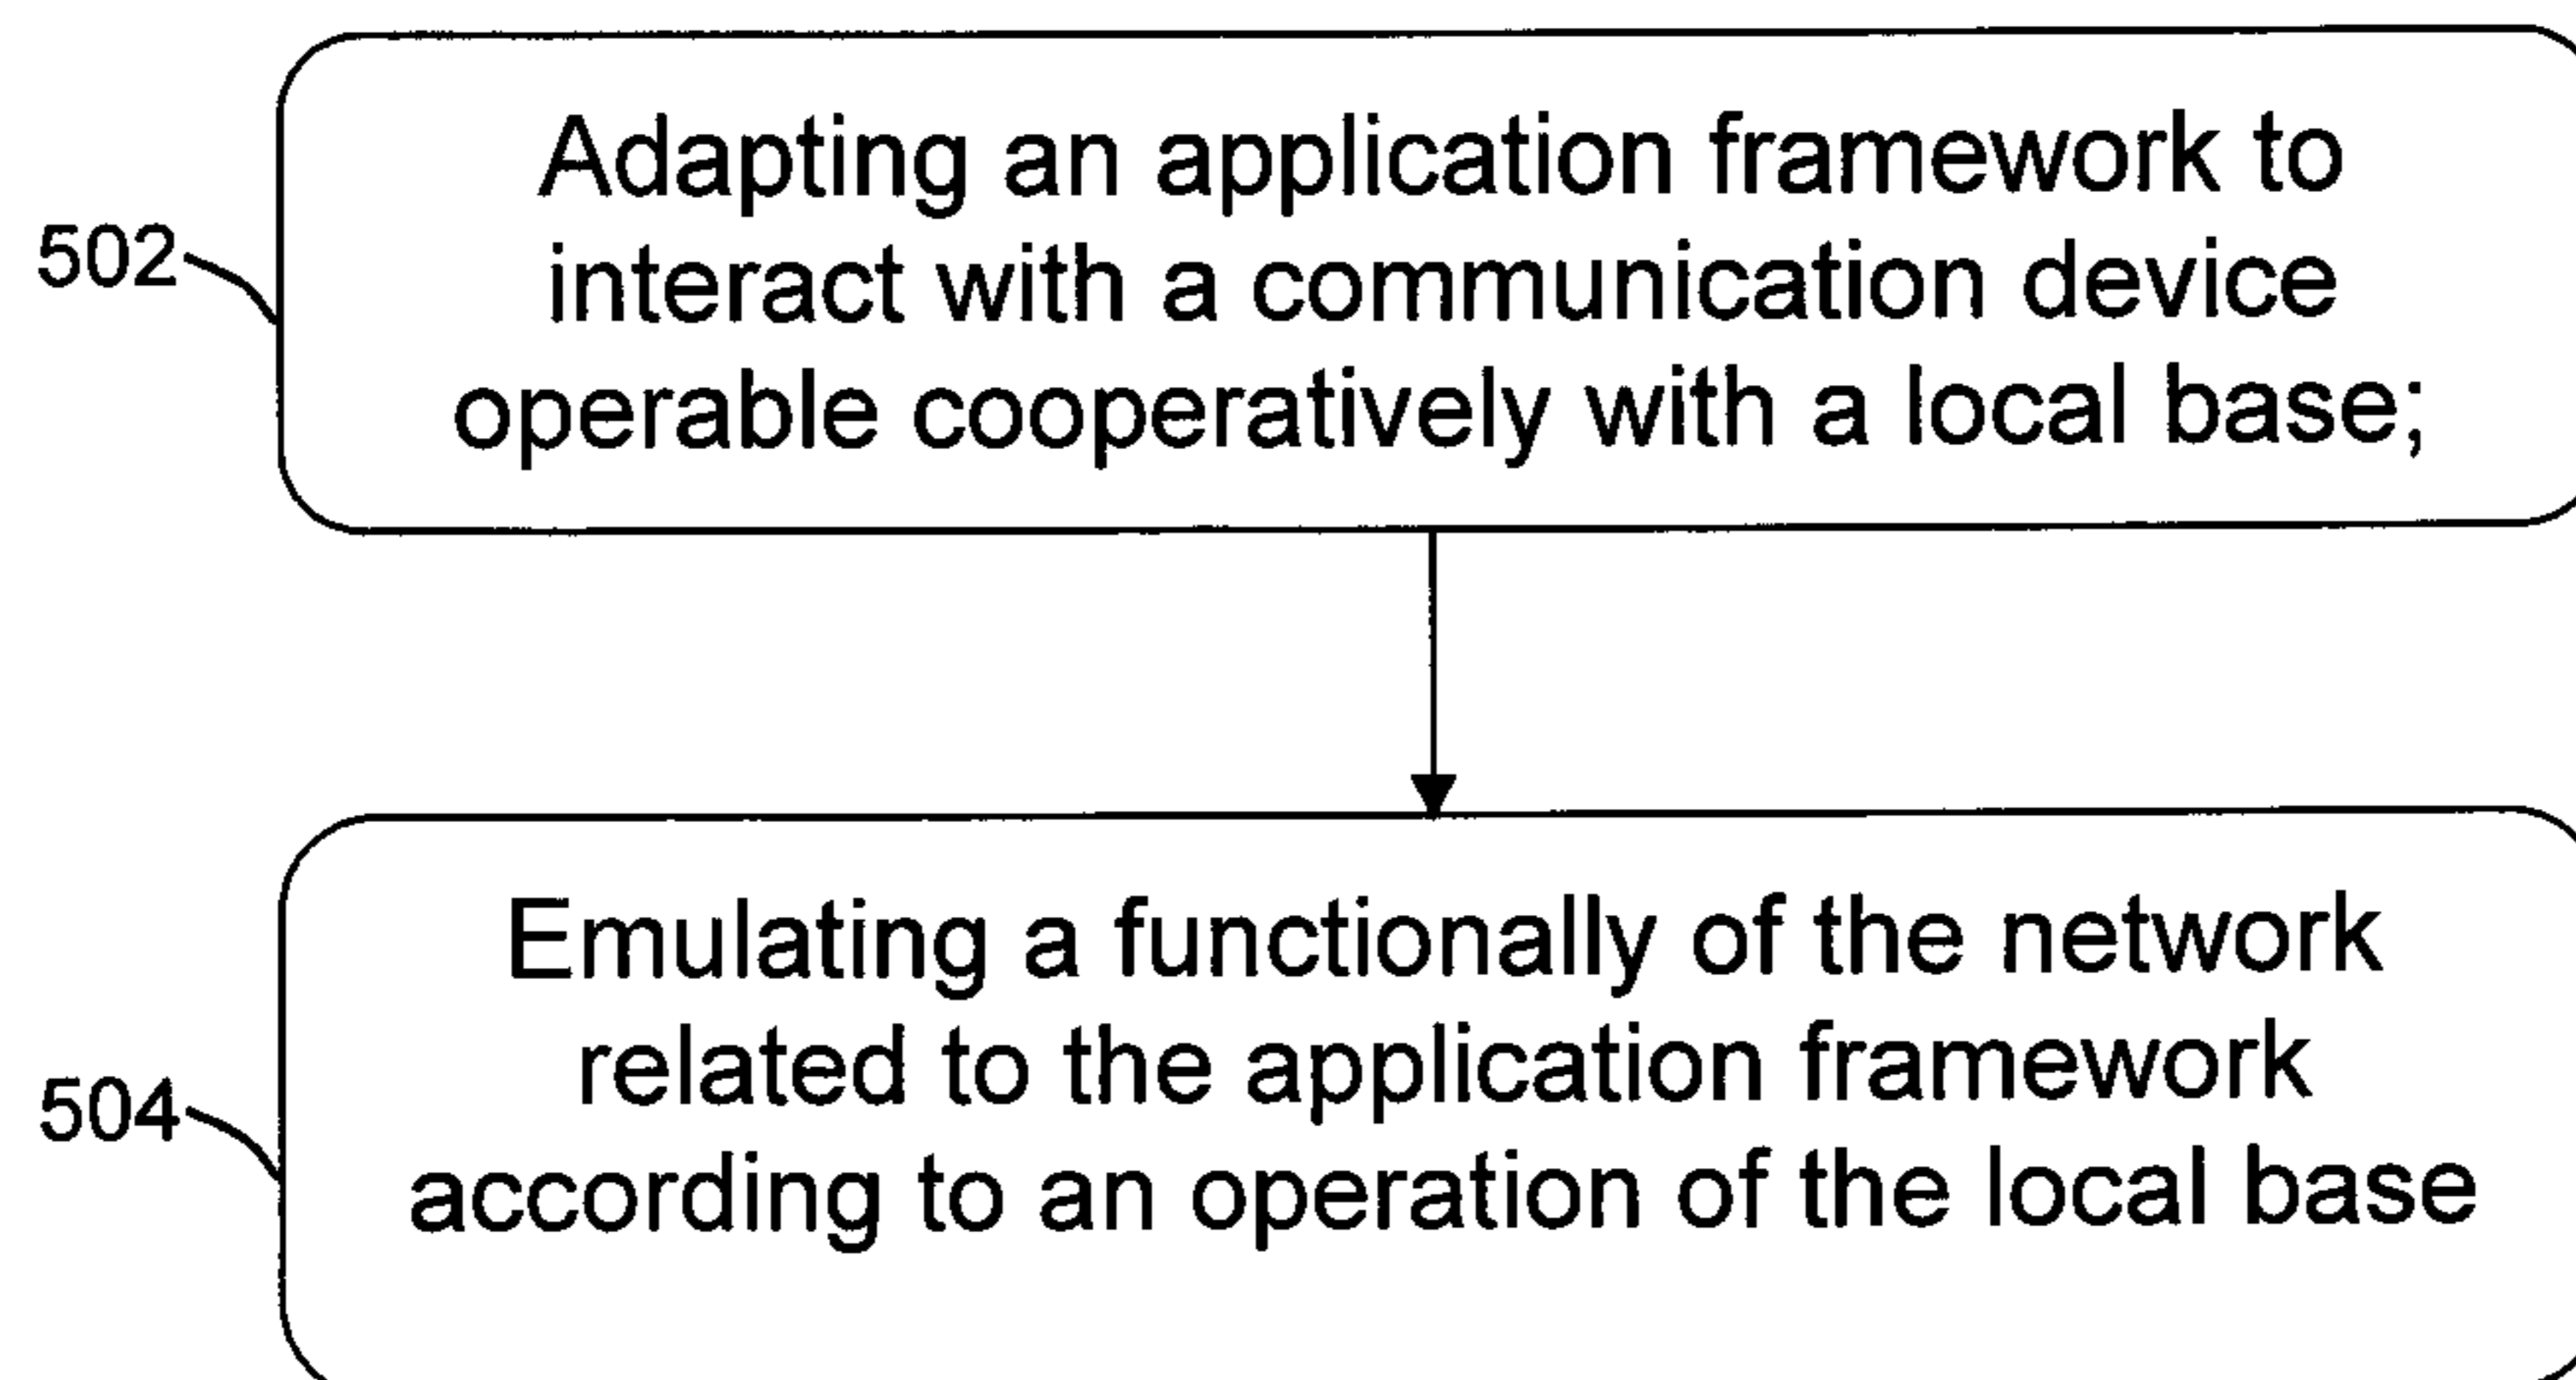 Adapting an application framework to
interact with a communication device
operable cooperatively with a local base;
502
Emulating a functionally of the network
related to the application framework
according to an operation of the local base
504